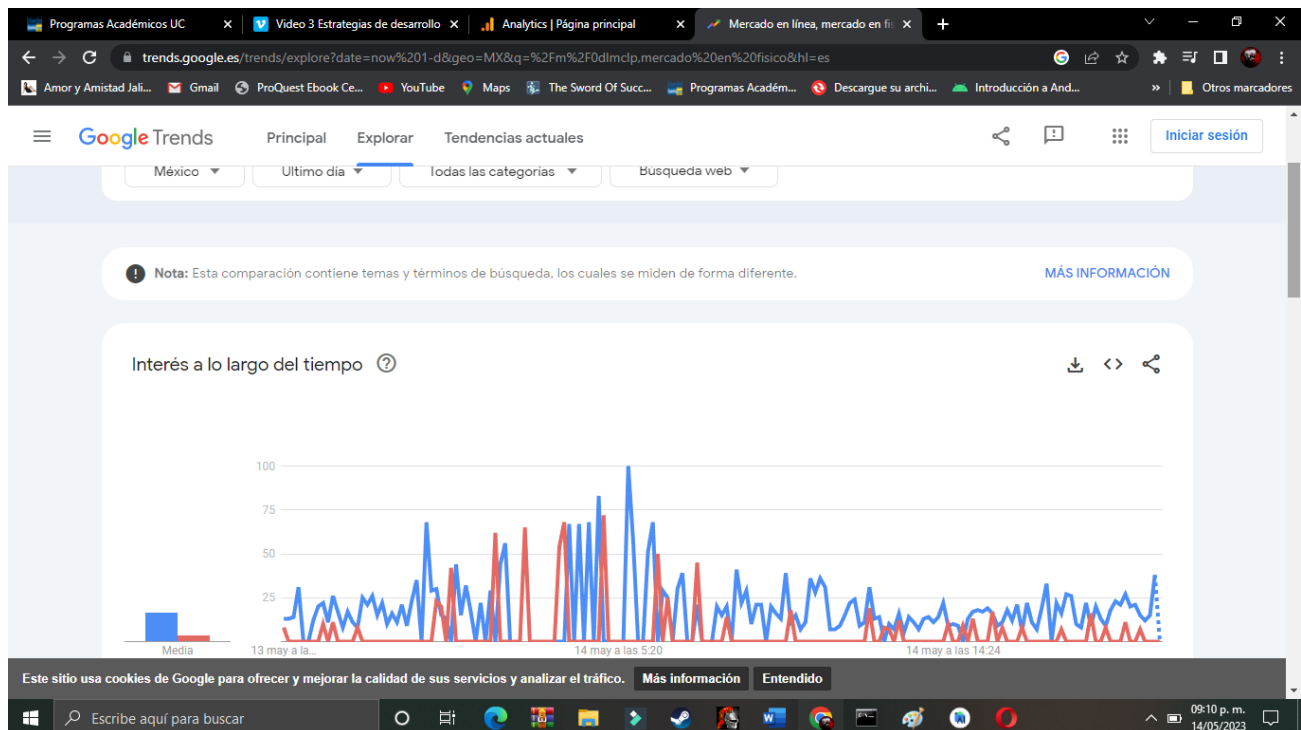 Programas Académicos UC
Video 3 Estrategias de desarrollo
Analytics | Página principal
Mercado en línea, mercado en fís
trends.google.es/trends/explore?date=now%201-d&geo=MX&q=%2Fm%2F0dlmclp,mercado%20en%20fisico&hl=es
Amor y Amistad Jali... Gmail ProQuest Ebook Ce... YouTube Maps The Sword Of Succ... Programas Académ... Descargue su archi... Introducción a And... » Otros marcadores
Google Trends Principal Explorar Tendencias actuales Iniciar sesión
México Último día Todas las categorías Búsqueda web
Nota: Esta comparación contiene temas y términos de búsqueda, los cuales se miden de forma diferente. MÁS INFORMACIÓN
Interés a lo largo del tiempo
100
75
50
25
Media 13 may a la... 14 may a las 5:20 14 may a las 14:24
Este sitio usa cookies de Google para ofrecer y mejorar la calidad de sus servicios y analizar el tráfico. Más información Entendido
Escribe aquí para buscar
09:10 p. m.
14/05/2023